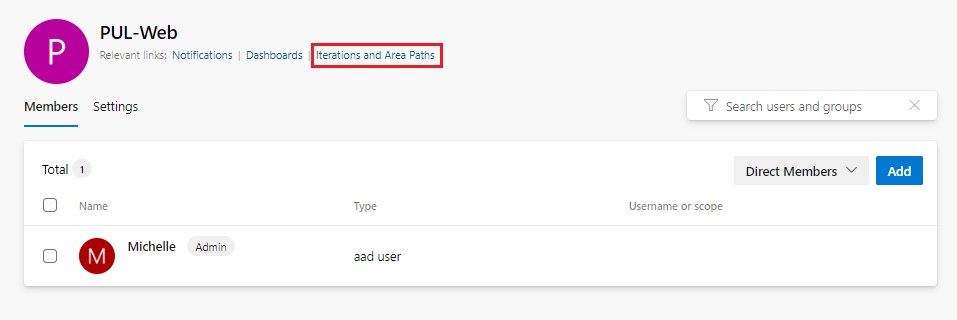 P
PUL-Web
Relevant links: Notifications | Dashboards | Iterations and Area Paths
Members Settings
Search users and groups
Total 1
Direct Members Add
Name Type Username or scope
M Michelle Admin
aad user